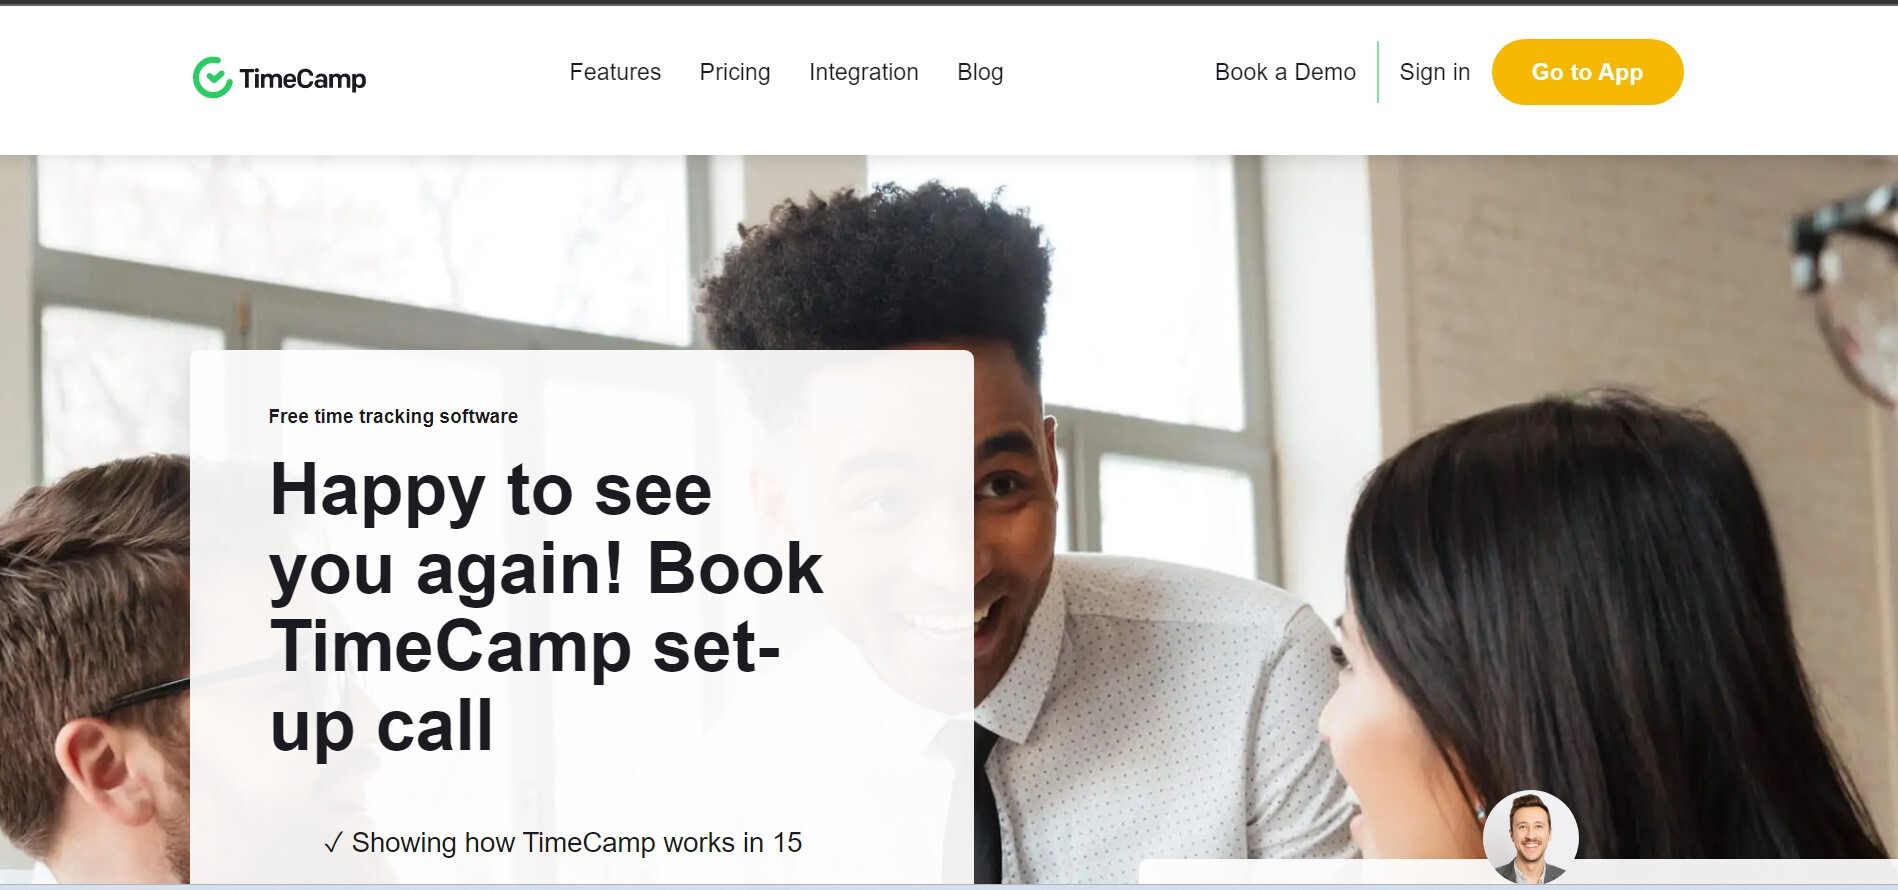 TimeCamp
Features Pricing Integration Blog
Book a Demo Sign in Go to App
Free time tracking software
Happy to see
you again! Book
TimeCamp set-
up call
✓ Showing how TimeCamp works in 15